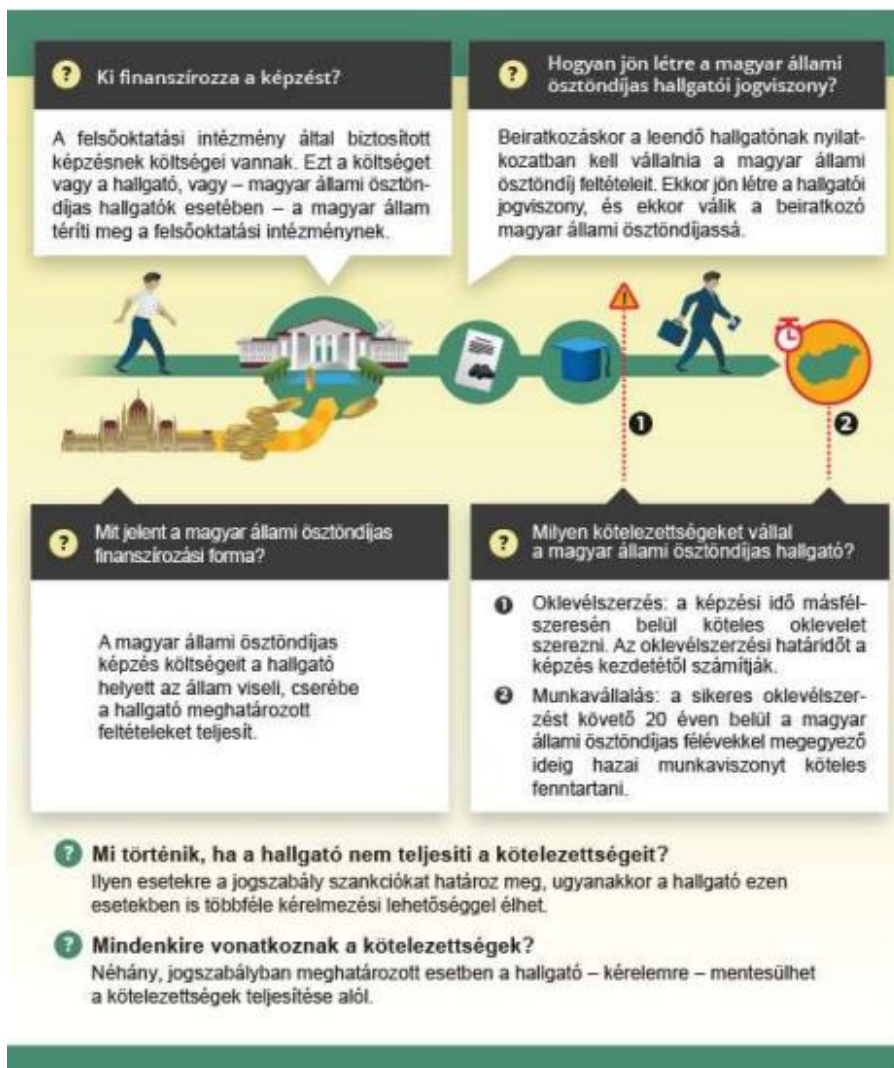 Ki finanszírozza a képzést?
A felsőoktatási intézmény által biztosított
képzésnek költségei vannak. Ezt a költséget
vagy a hallgató, vagy – magyar állami ösztön-
díjas hallgatók esetében – a magyar állam
téríti meg a felsőoktatási intézménynek.
Hogyan jön létre a magyar állami
ösztöndíjas hallgatói jogviszony?
Beiratkozáskor a leendő hallgatónak nyilat-
kozatban kell vállalnia a magyar állami
ösztöndíj feltételeit. Ekkor jön létre a hallgatói
jogviszony, és ekkor válik a beiratkozó
magyar állami ösztöndíjassá.
1
2
Mit jelent a magyar állami ösztöndíjas
finanszírozási forma?
A magyar állami ösztöndíjas
képzés költségeit a hallgató
helyett az állam viseli, cserébe
a hallgató meghatározott
feltételeket teljesít.
Milyen kötelezettségeket vállal
a magyar állami ösztöndíjas hallgató?
1 Oklevélszerzés: a képzési idő másfél-
szeresén belül köteles oklevelet
szerezni. Az oklevélszerzési határidőt a
képzés kezdetétől számítják.
2 Munkavállalás: a sikeres oklevélszer-
zést követő 20 éven belül a magyar
állami ösztöndíjas félévekkel megegyező
ideig hazai munkaviszonyt köteles
fenntartani.
? Mi történik, ha a hallgató nem teljesíti a kötelezettségeit?
Ilyen esetekre a jogszabály szankciókat határoz meg, ugyanakkor a hallgató ezen
esetekben is többféle kérelmezési lehetőséggel élhet.
? Mindenkire vonatkoznak a kötelezettségek?
Néhány, jogszabályban meghatározott esetben a hallgató – kérelemre – mentesülhet
a kötelezettségek teljesítése alól.